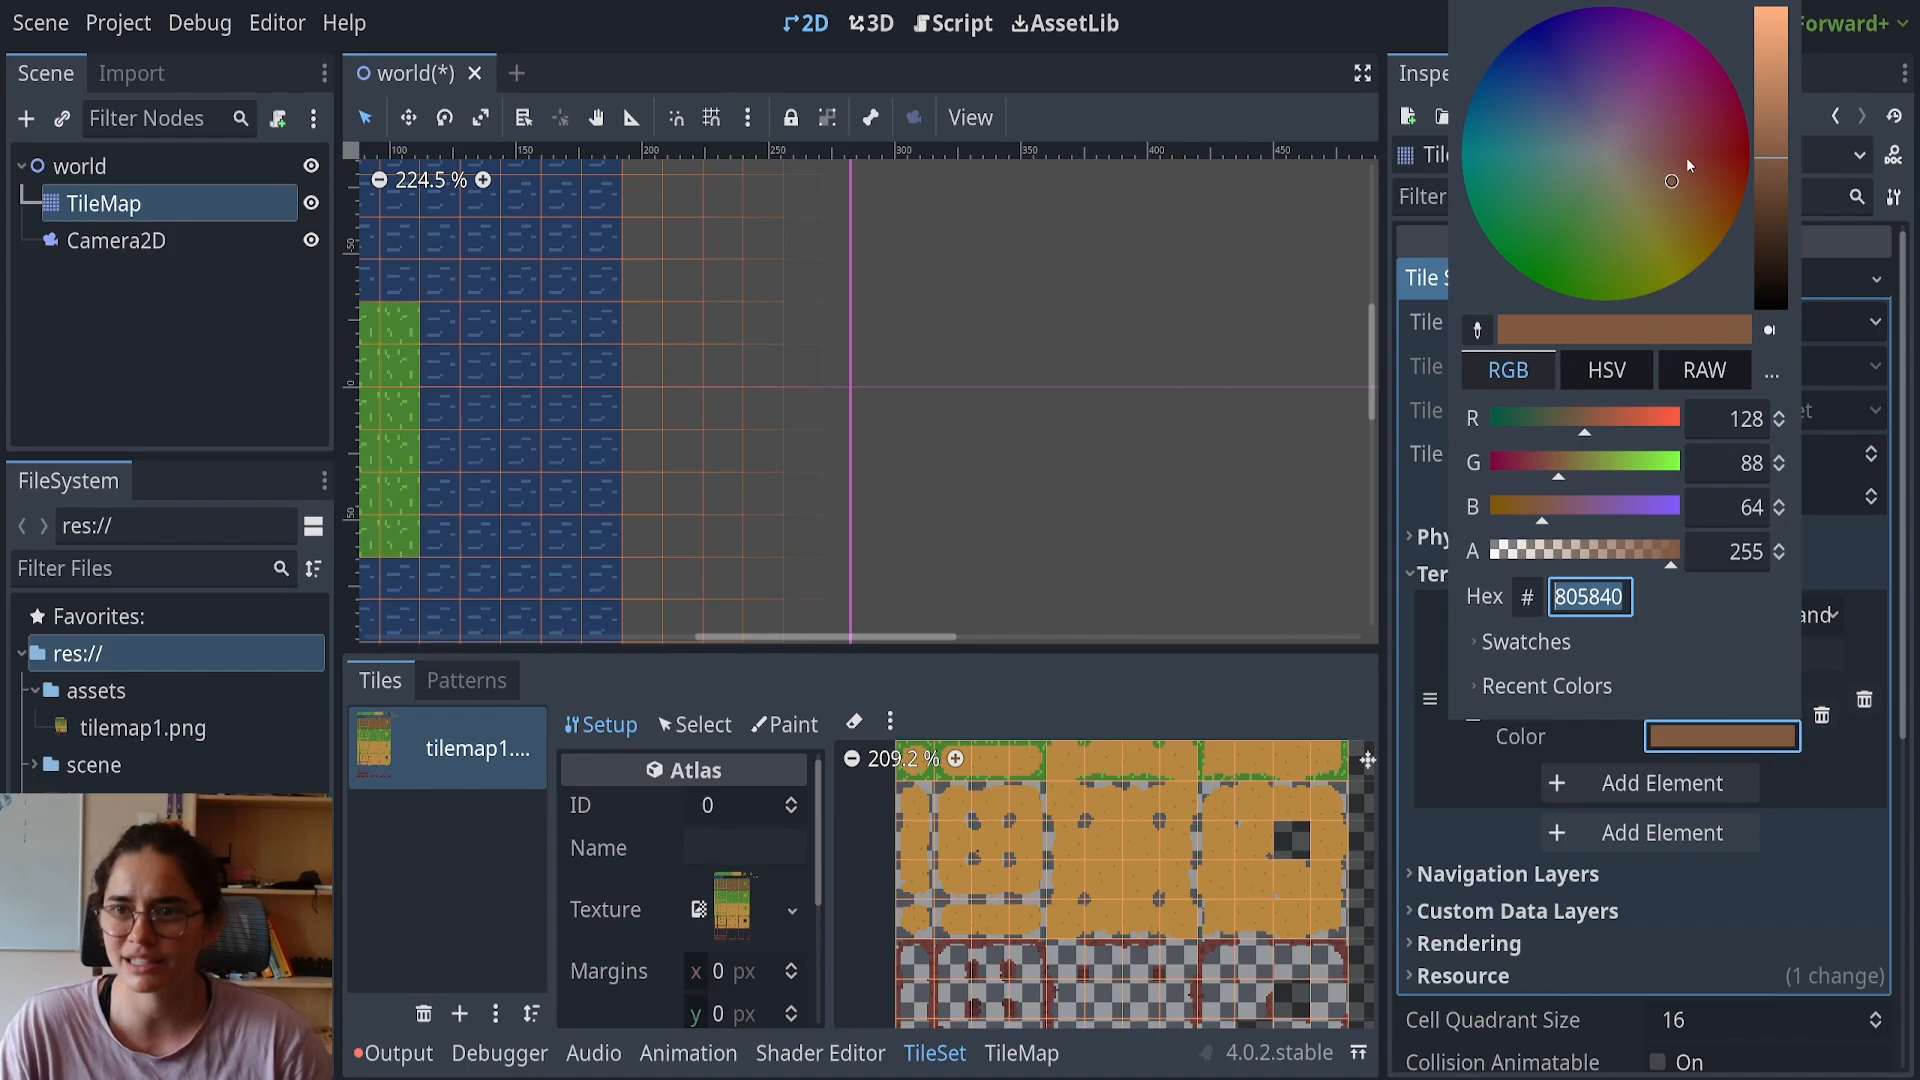 Scene Project Debug Editor Help
2D 3D Script AssetLib
Forward+
Scene Import
Filter Nodes
world
TileMap
Camera2D
FileSystem
res://
Filter Files
Favorites:
res://
assets
tilemap1.png
scene
world(*)
View
100 150 200 250 300 350 400 450
-50
0
50
224.5 %
Tiles Patterns
tilemap1....
Setup Select Paint
Atlas
ID 0
Name
Texture
Margins x 0 px
y 0 px
209.2 %
Output Debugger Audio Animation Shader Editor TileSet TileMap 4.0.2.stable
Inspe
Til
Filter
Tile S
Tile
Tile
Tile
et
Tile
Phy
Ter
and
RGB HSV RAW ...
R 128
G 88
B 64
A 255
Hex # 805840
Swatches
Recent Colors
Color
+ Add Element
+ Add Element
Navigation Layers
Custom Data Layers
Rendering
Resource (1 change)
Cell Quadrant Size 16
Collision Animatable On